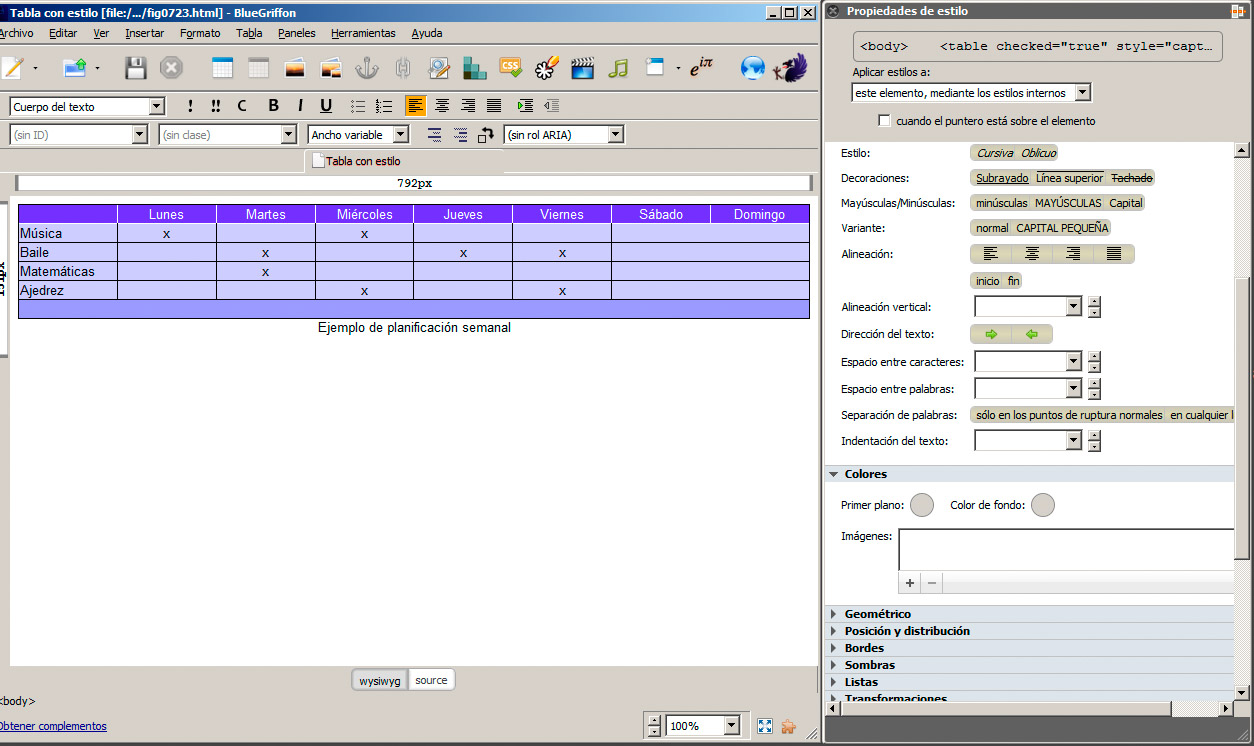 Tabla con estilo [file:/.../fig0723.html] - BlueGriffon
Archivo Editar Ver Insertar Formato Tabla Paneles Herramientas Ayuda
CSS e iπ
Cuerpo del texto ! !! C B I U
(sin ID) (sin clase) Ancho variable (sin rol ARIA)
Tabla con estilo
792px
Lunes Martes Miércoles Jueves Viernes Sábado Domingo
Música x x
Baile x x x
Matemáticas x
Ajedrez x x
Ejemplo de planificación semanal
wysiwyg source
<body>
Obtener complementos
100%
Propiedades de estilo
<body> <table checked="true" style="capt...
Aplicar estilos a:
este elemento, mediante los estilos internos
cuando el puntero está sobre el elemento
Estilo: Cursiva Oblicuo
Decoraciones: Subrayado Línea superior Tachado
Mayúsculas/Minúsculas: minúsculas MAYÚSCULAS Capital
Variante: normal CAPITAL PEQUEÑA
Alineación:
inicio fin
Alineación vertical:
Dirección del texto:
Espacio entre caracteres:
Espacio entre palabras:
Separación de palabras: sólo en los puntos de ruptura normales en cualquier l
Indentación del texto:
Colores
Primer plano: Color de fondo:
Imágenes:
+ −
Geométrico
Posición y distribución
Bordes
Sombras
Listas
Transformaciones